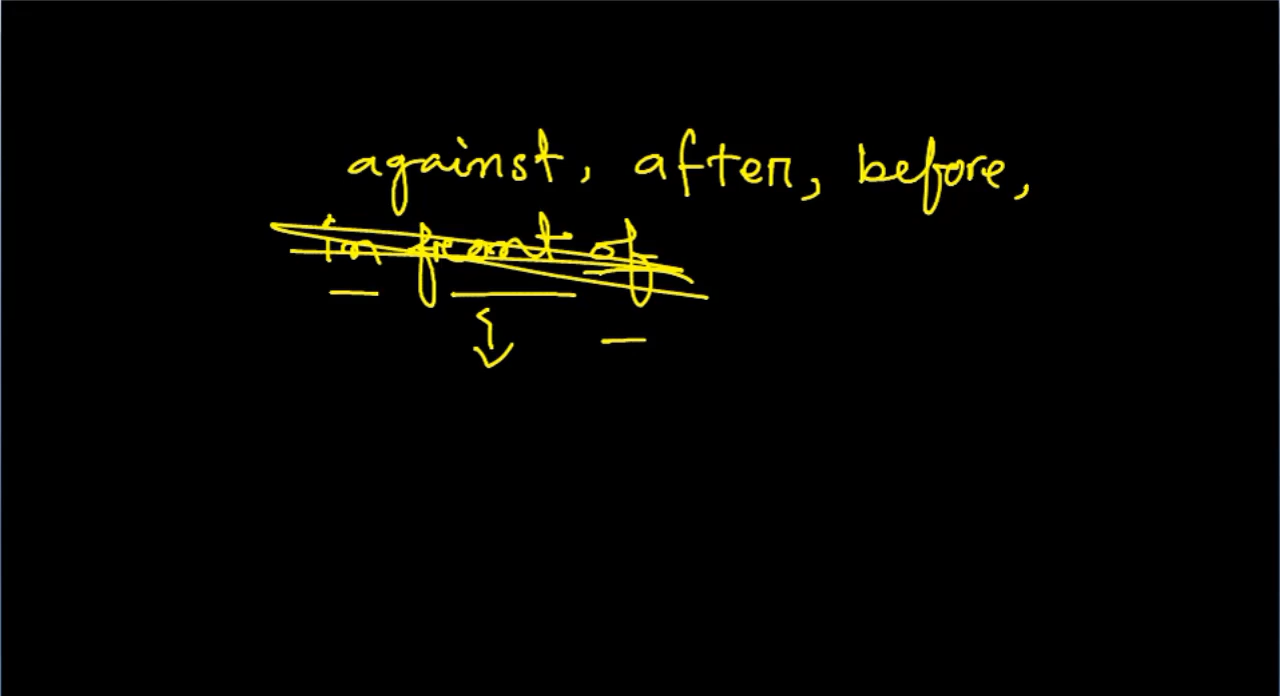 against, after, before,
in front of